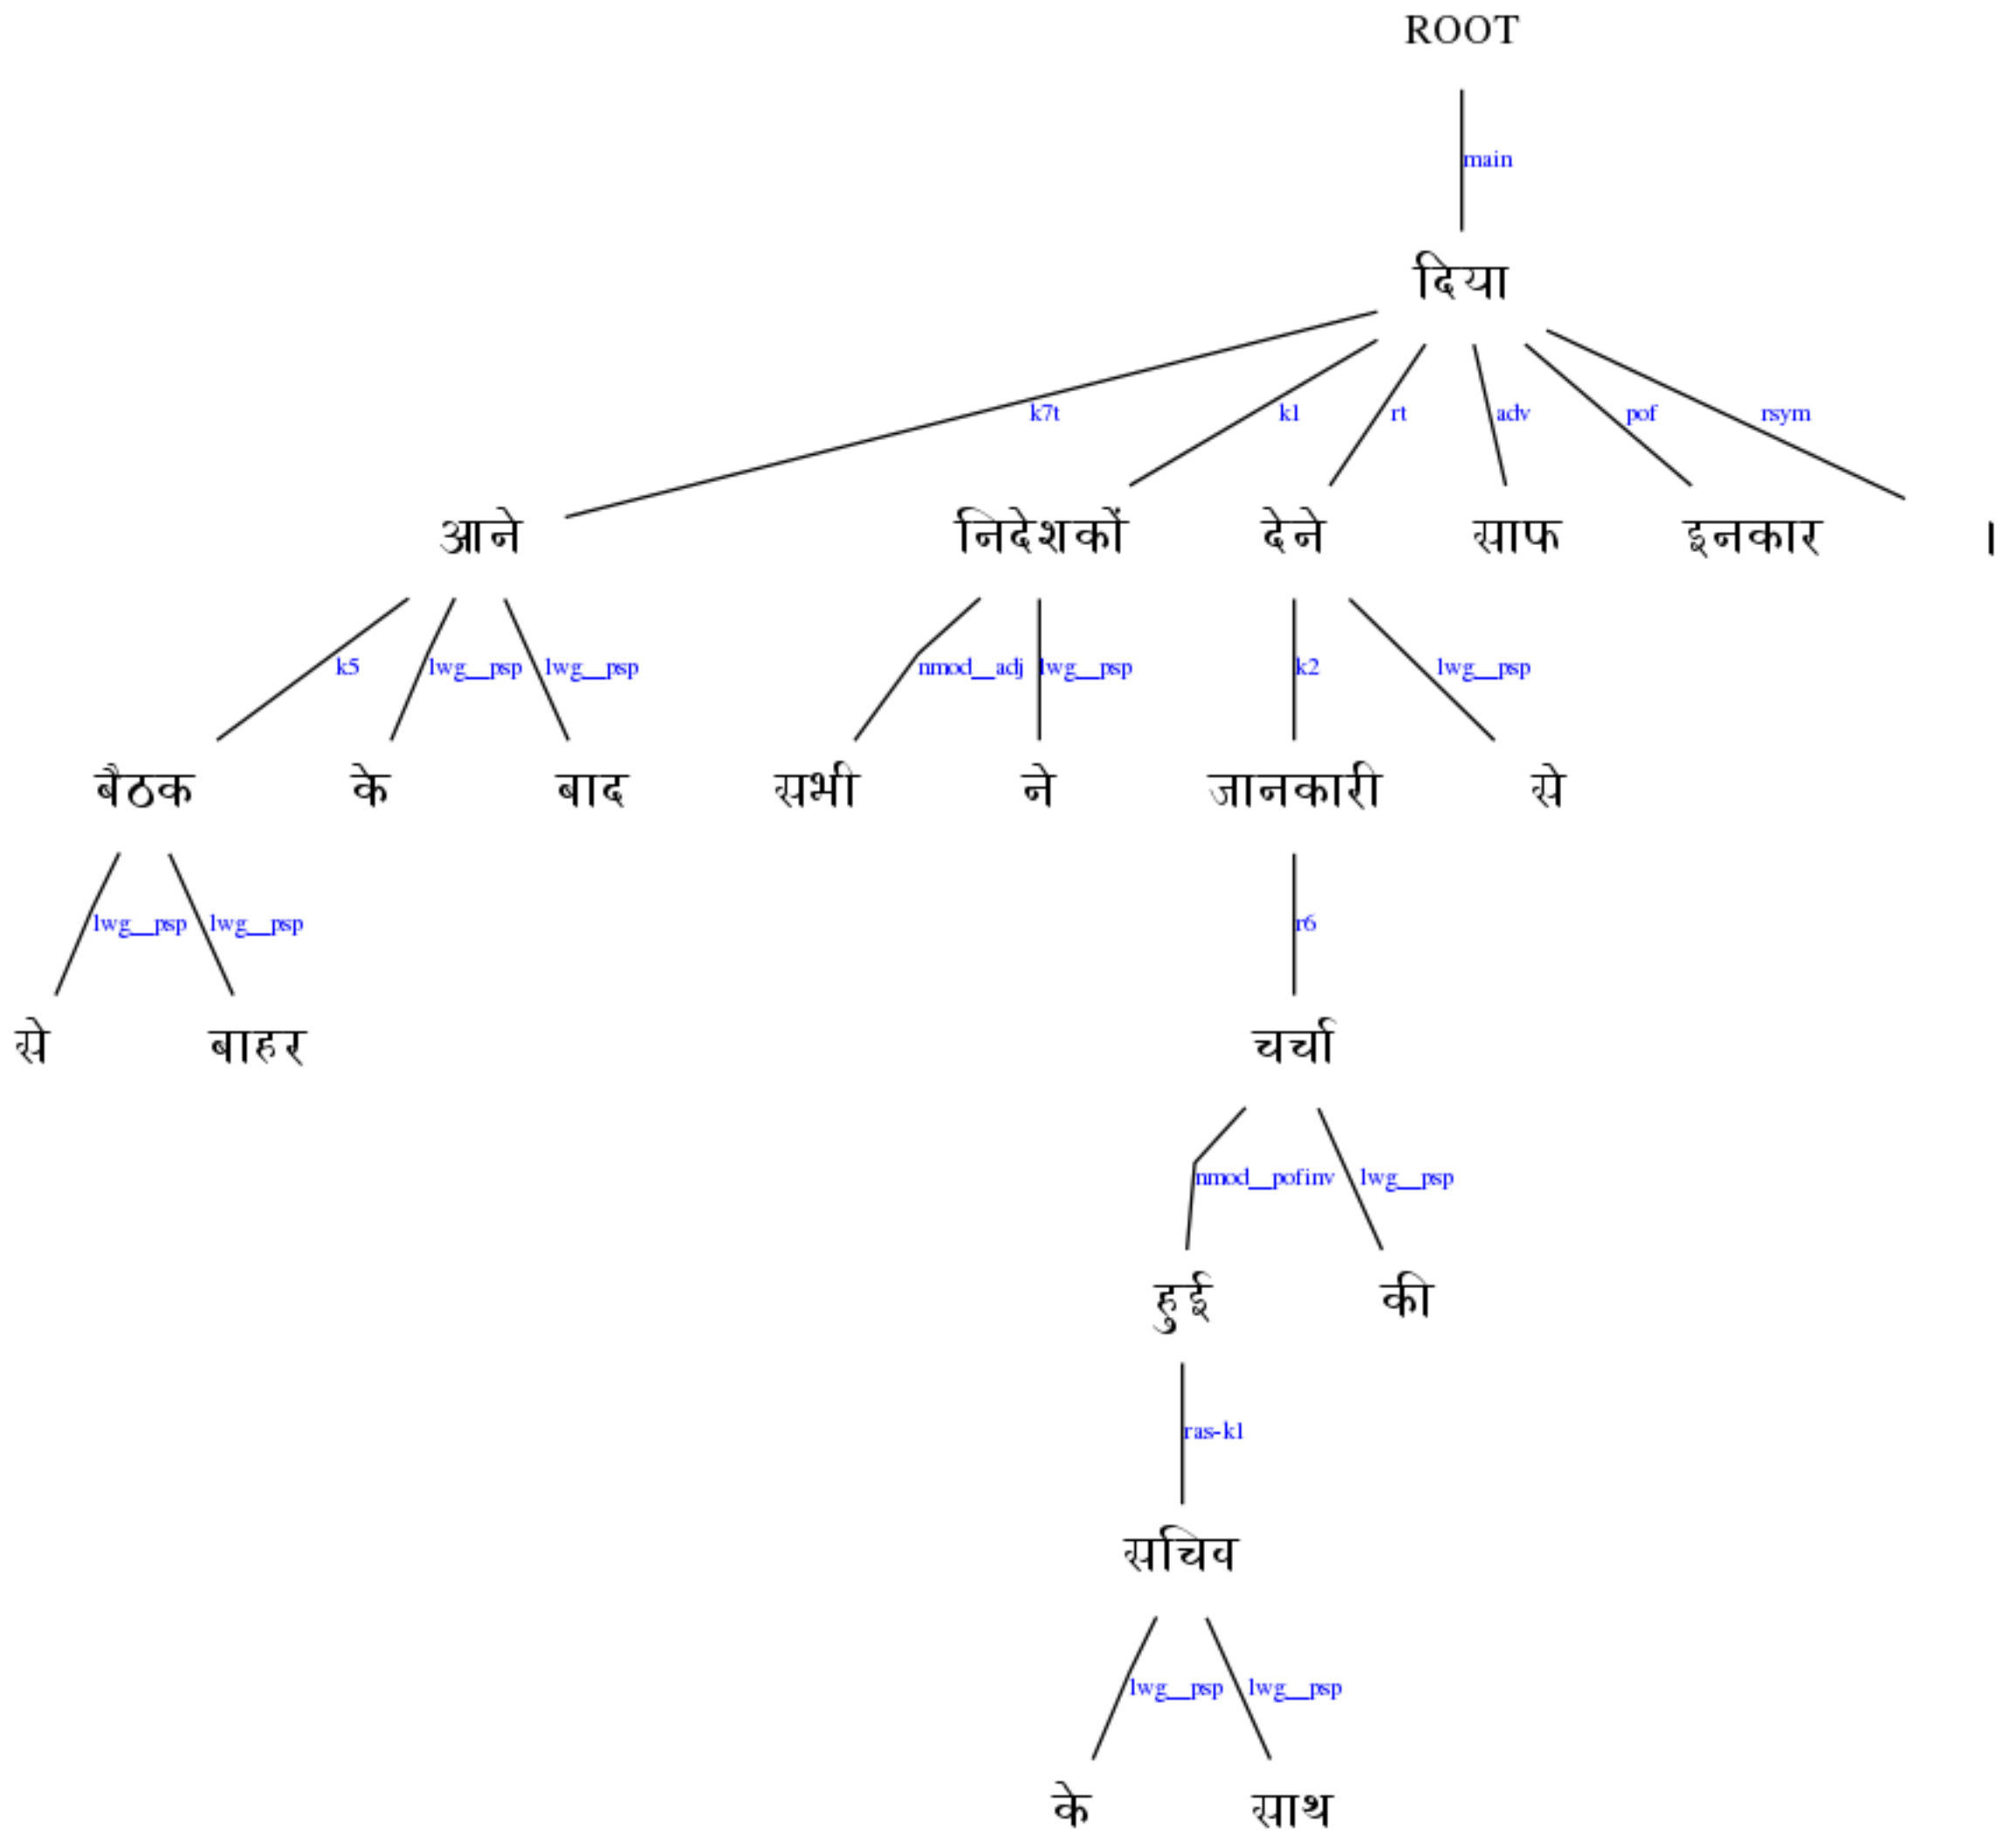 ROOT
main
दिया
k7t k1 rt adv pof rsym
आने निदेशकों देने साफ इनकार ।
k5 lwg__psp lwg__psp nmod__adj lwg__psp k2 lwg__psp
बैठक के बाद सभी ने जानकारी से
lwg__psp lwg__psp r6
से बाहर चर्चा
nmod__pofinv lwg__psp
हुई की
ras-k1
सचिव
lwg__psp lwg__psp
के साथ